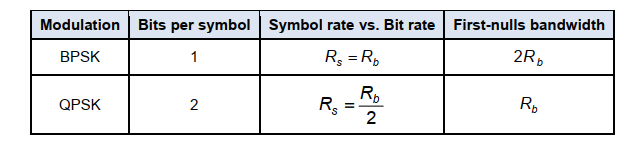 Modulation Bits per symbol Symbol rate vs. Bit rate First-nulls bandwidth
BPSK 1 Rs = Rb 2Rb
QPSK 2 Rs = Rb/2 Rb